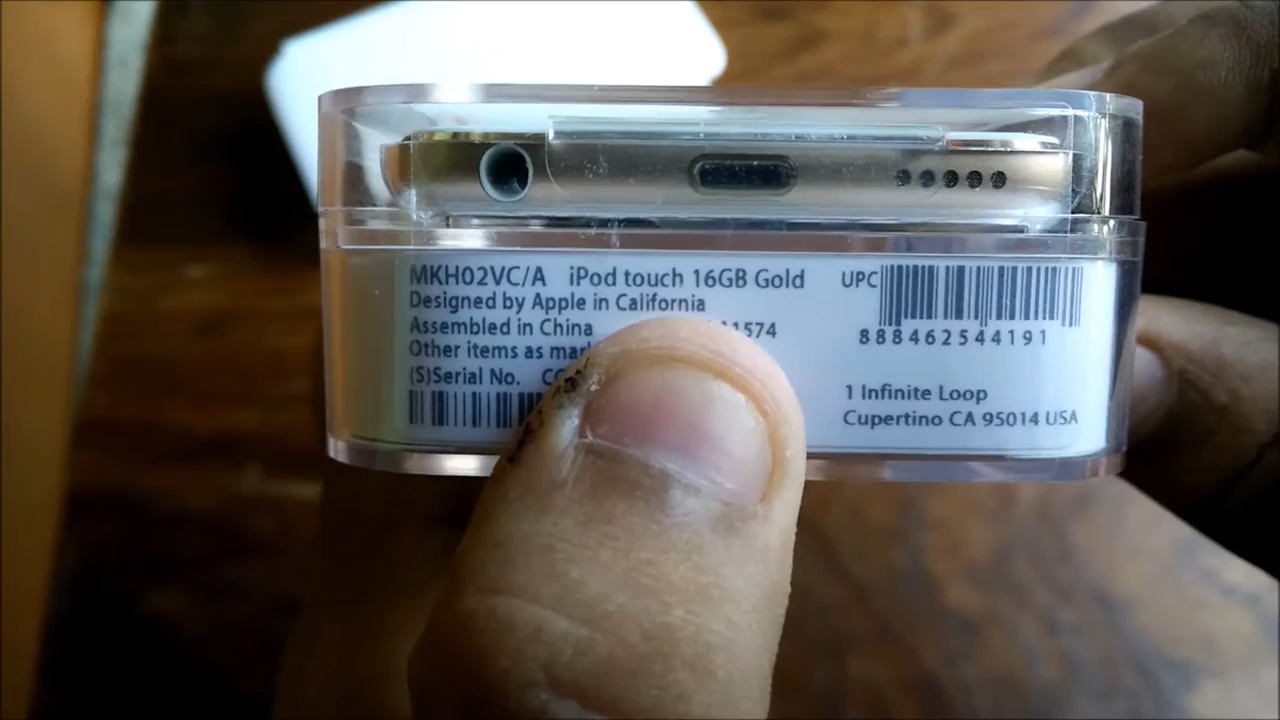 MKH02VC/A iPod touch 16GB Gold
Designed by Apple in California
Assembled in China
Other items as
(S)Serial No.
UPC
888462544191
1 Infinite Loop
Cupertino CA 95014 USA